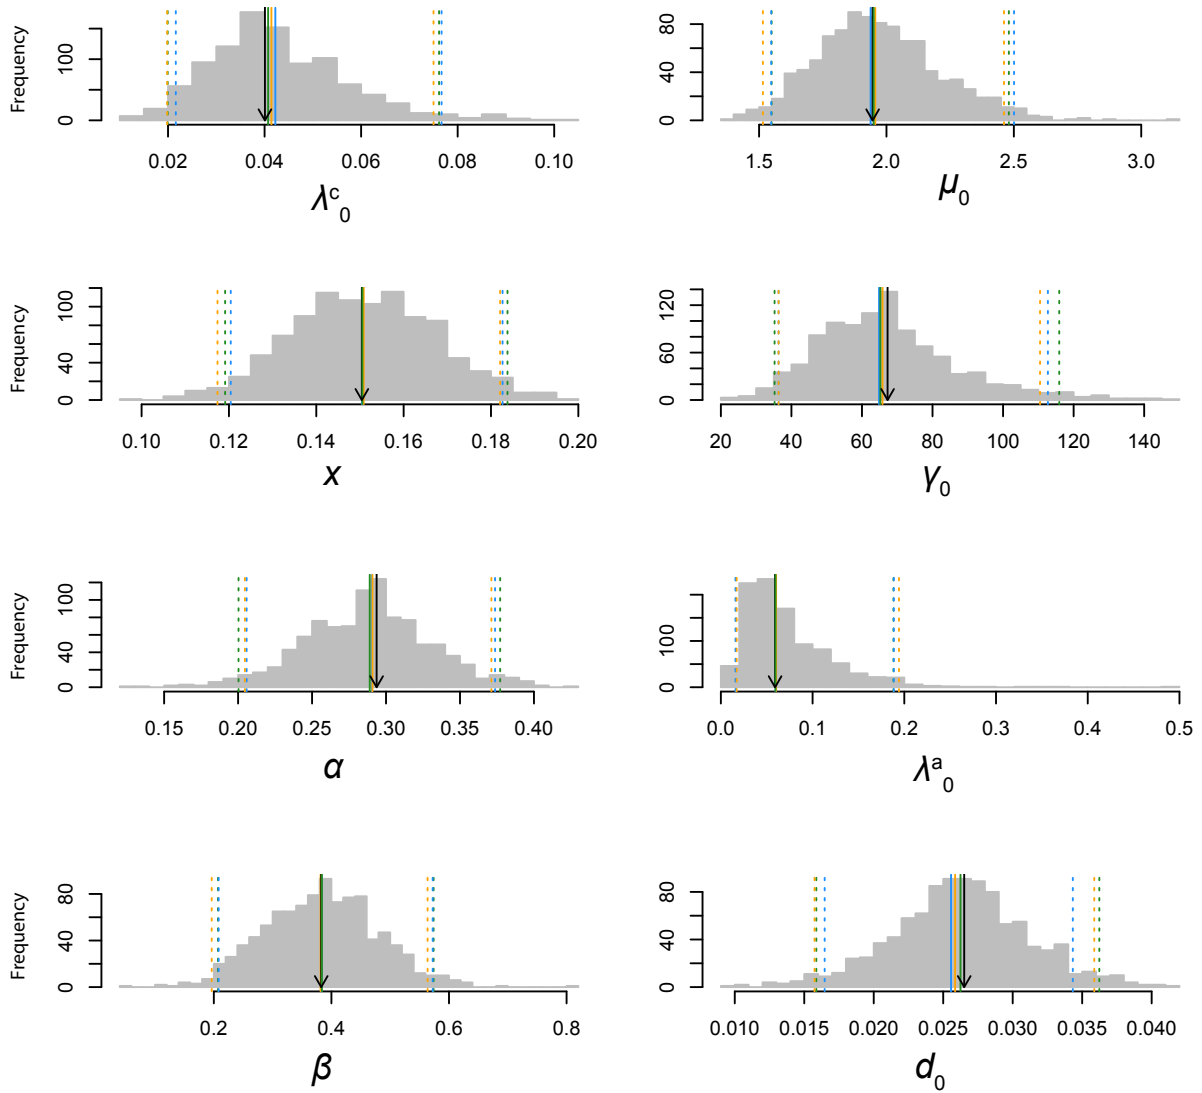 Frequency
0 100
0.02 0.04 0.06 0.08 0.10
λᶜ₀
0 40 80
1.5 2.0 2.5 3.0
μ₀
Frequency
0 40 100
0.10 0.12 0.14 0.16 0.18 0.20
x
0 60 120
20 40 60 80 100 120 140
γ₀
Frequency
0 40 100
0.15 0.20 0.25 0.30 0.35 0.40
α
0 100
0.0 0.1 0.2 0.3 0.4 0.5
λᵃ₀
Frequency
0 40 80
0.2 0.4 0.6 0.8
β
0 40 80
0.010 0.015 0.020 0.025 0.030 0.035 0.040
d₀